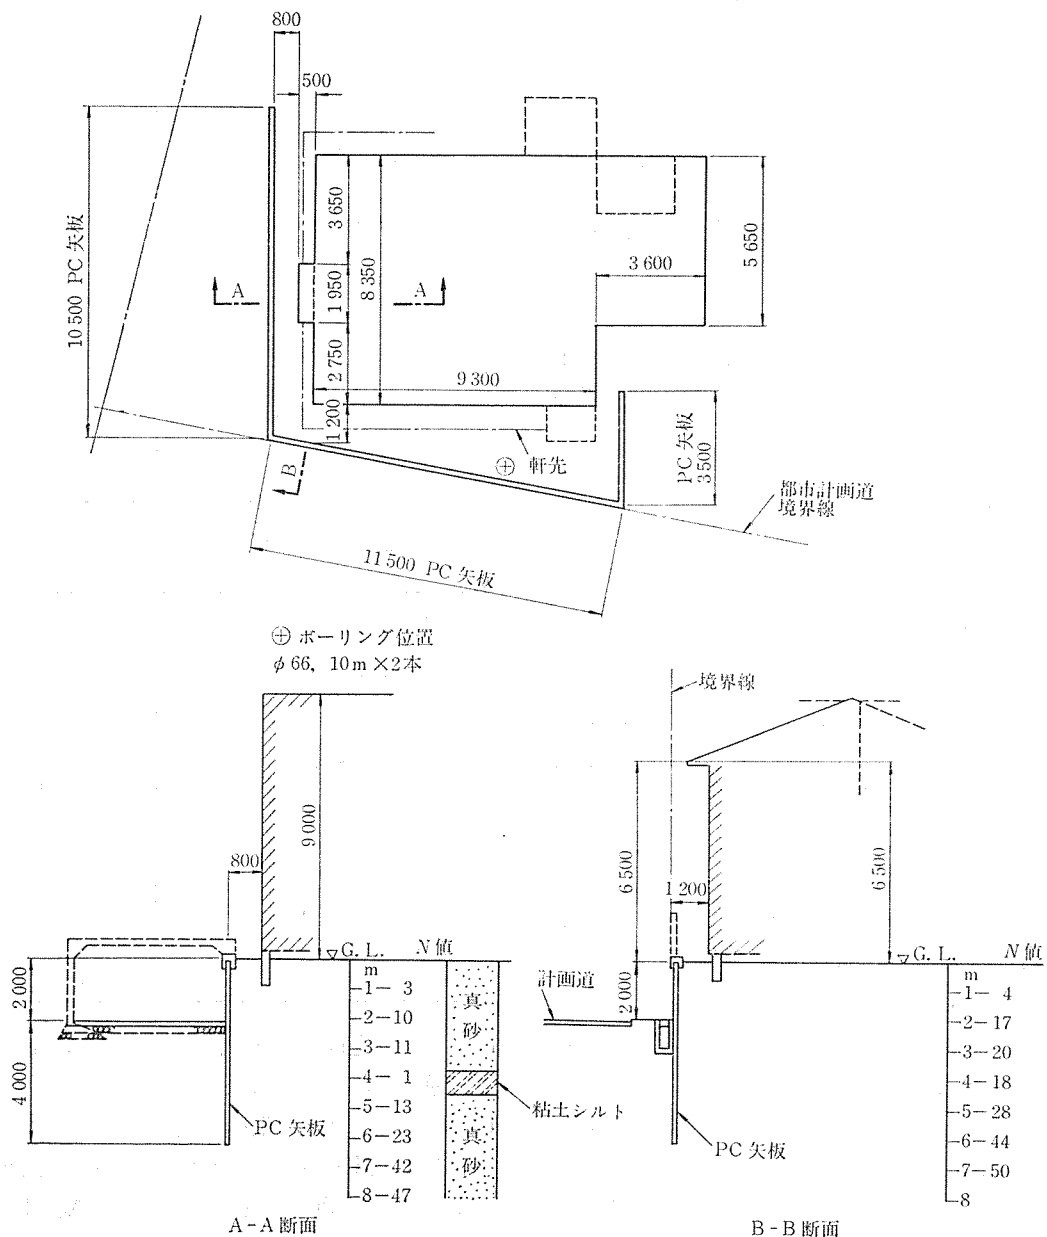 800
500
10 500 PC 矢板
3 650
8 350
1 950
2 750
1 200
A
A
3 600
5 650
9 300
B
軒先
PC 矢板
3 500
都市計画道
境界線
11 500 PC 矢板
ボーリング位置
φ 66, 10m ×2本
9 000
800
G. L.
N 値
m
1－ 3
2－10
3－11
4－ 1
5－13
6－23
7－42
8－47
真
砂
粘土シルト
真
砂
2 000
4 000
PC 矢板
A - A 断面
境界線
6 500
1 200
6 500
G. L.
N 値
計画道
2 000
m
1－ 4
2－17
3－20
4－18
5－28
6－44
7－50
8
PC 矢板
B - B 断面